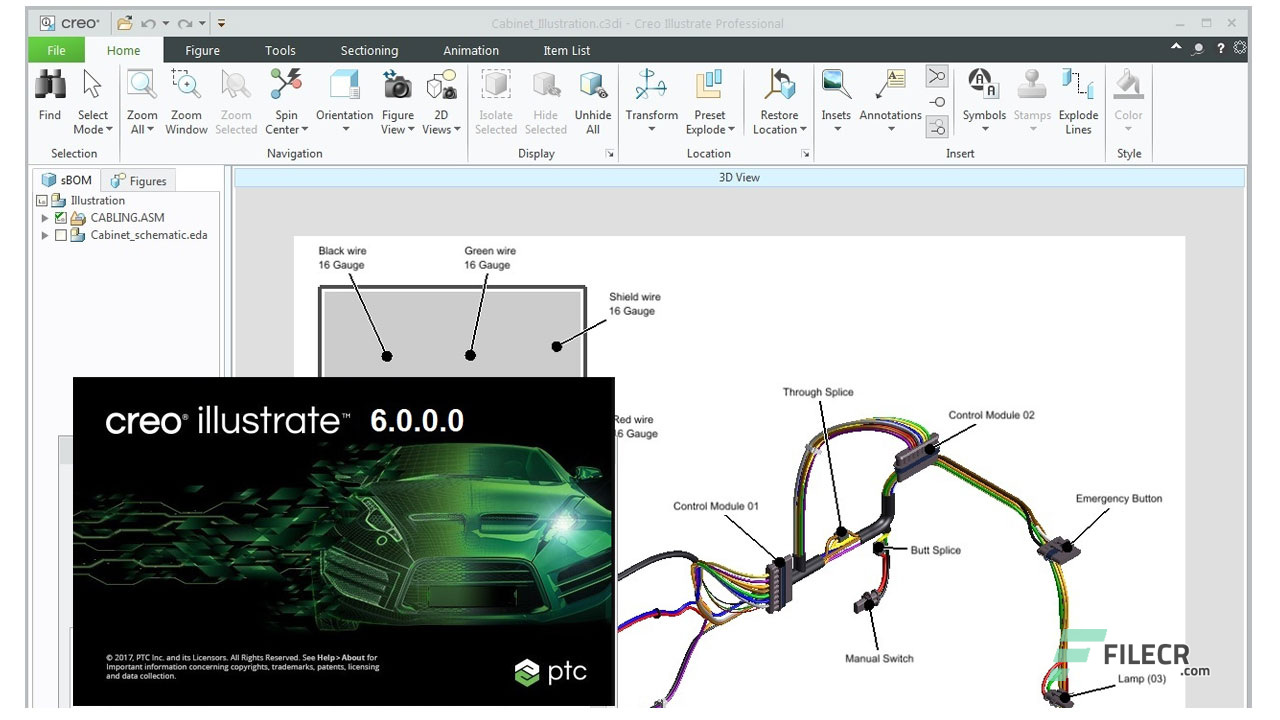 creo®
Cabinet_Illustration.c3di - Creo Illustrate Professional
File Home Figure Tools Sectioning Animation Item List
?
Find
Select
Mode
Zoom
All
Zoom
Window
Zoom
Selected
Spin
Center
Orientation
Figure
View
2D
Views
Isolate
Selected
Hide
Selected
Unhide
All
Transform
Preset
Explode
Restore
Location
Insets
Annotations
Symbols
Stamps
Explode
Lines
Color
Selection Navigation Display Location Insert Style
sBOM Figures
3D View
Illustration
CABLING.ASM
Cabinet_schematic.eda
Black wire
16 Gauge
Green wire
16 Gauge
Shield wire
16 Gauge
Red wire
16 Gauge
Through Splice
Control Module 02
Control Module 01
Emergency Button
Butt Splice
Manual Switch
Lamp (03)
creo® illustrate™ 6.0.0.0
© 2017, PTC Inc. and its Licensors. All Rights Reserved. See Help > About for
Important information concerning copyrights, trademarks, patents, licensing
and data collection.
ptc
FILECR
.com